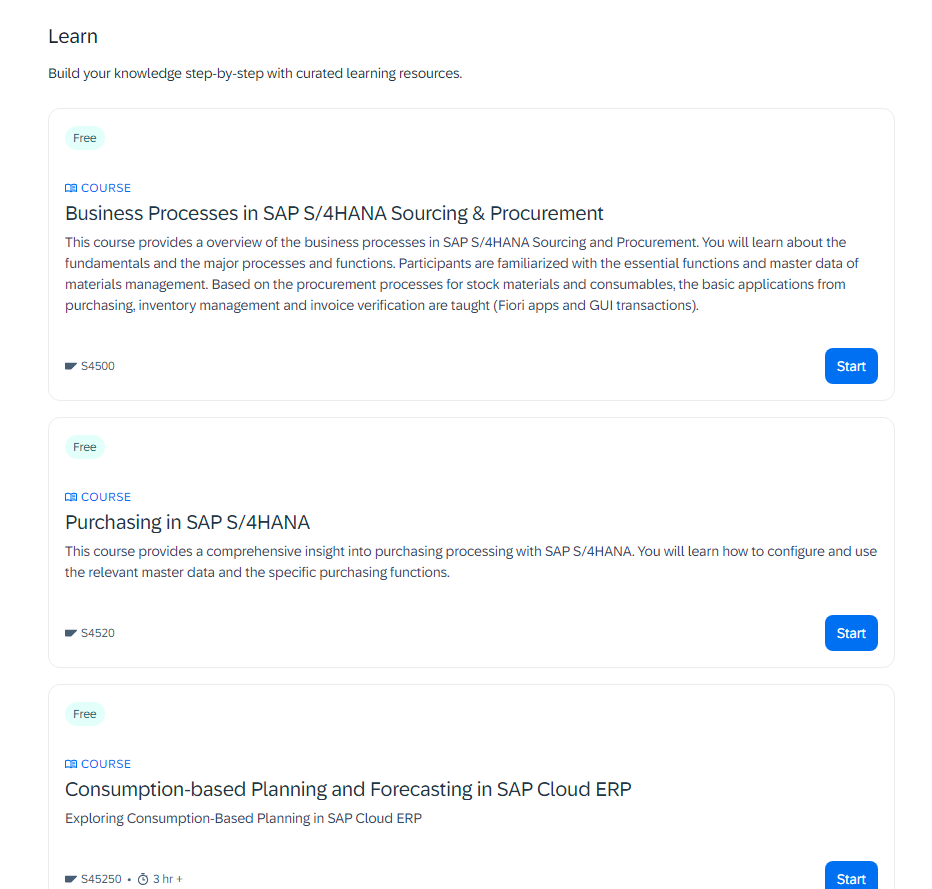 Learn
Build your knowledge step-by-step with curated learning resources.
Free
COURSE
Business Processes in SAP S/4HANA Sourcing & Procurement
This course provides a overview of the business processes in SAP S/4HANA Sourcing and Procurement. You will learn about the
fundamentals and the major processes and functions. Participants are familiarized with the essential functions and master data of
materials management. Based on the procurement processes for stock materials and consumables, the basic applications from
purchasing, inventory management and invoice verification are taught (Fiori apps and GUI transactions).
S4500
Start
Free
COURSE
Purchasing in SAP S/4HANA
This course provides a comprehensive insight into purchasing processing with SAP S/4HANA. You will learn how to configure and use
the relevant master data and the specific purchasing functions.
S4520
Start
Free
COURSE
Consumption-based Planning and Forecasting in SAP Cloud ERP
Exploring Consumption-Based Planning in SAP Cloud ERP
S45250 • 3 hr +
Start